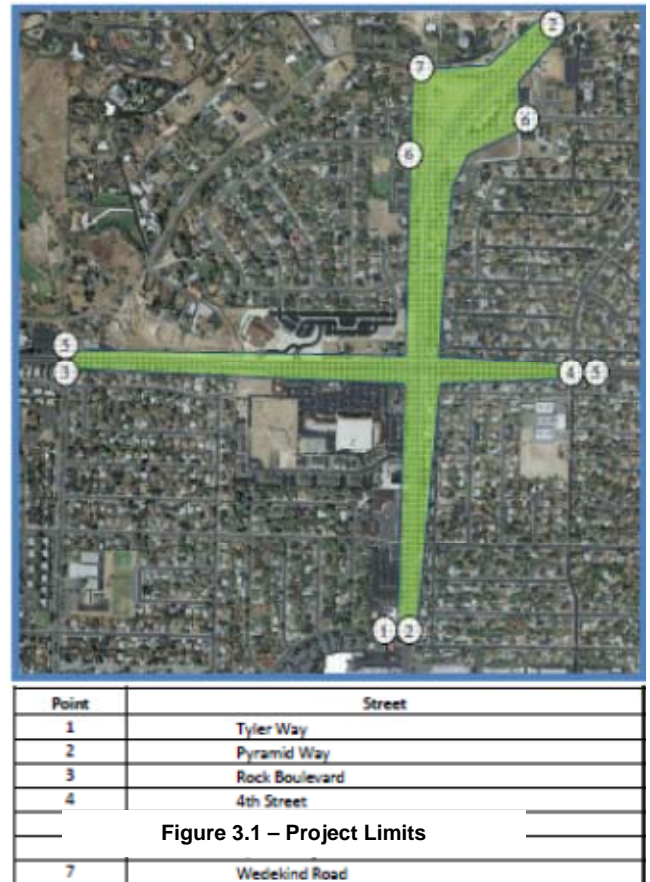 2
7
6
6
5
3
4 5
1 2
Point Street
1 Tyler Way
2 Pyramid Way
3 Rock Boulevard
4 4th Street
Figure 3.1 – Project Limits
7 Wedekind Road